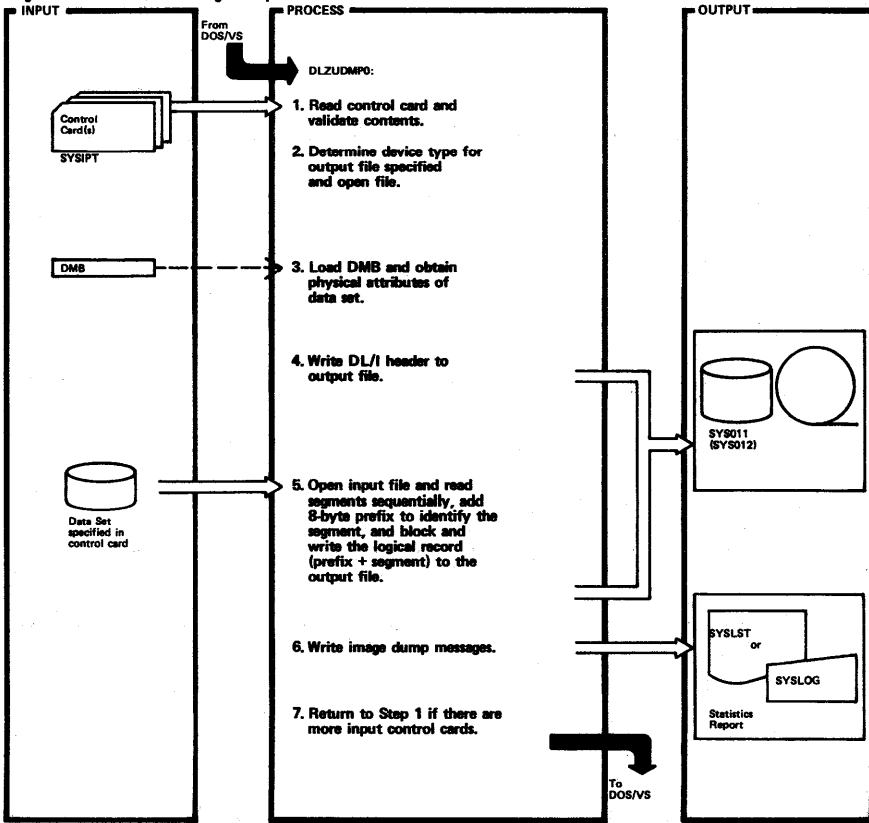 INPUT
PROCESS
OUTPUT
From
DOS/VS
DLZUDMP0:
Control
Card(s)
SYSIPT
1. Read control card and
validate contents.
2. Determine device type for
output file specified
and open file.
DMB
3. Load DMB and obtain
physical attributes of
data set.
4. Write DL/I header to
output file.
SYS011
(SYS012)
Data Set
specified in
control card
5. Open input file and read
segments sequentially, add
8-byte prefix to identify the
segment, and block and
write the logical record
(prefix + segment) to the
output file.
6. Write image dump messages.
SYSLST
or
SYSLOG
Statistics
Report
7. Return to Step 1 if there are
more input control cards.
To
DOS/VS